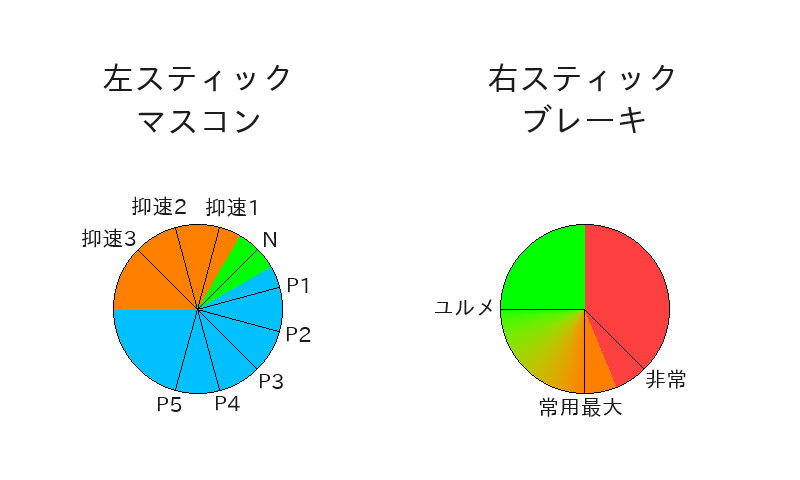 左スティック
マスコン
右スティック
ブレーキ
抑速2
抑速1
抑速3
N
P1
P2
P3
P4
P5
ユルメ
非常
常用最大